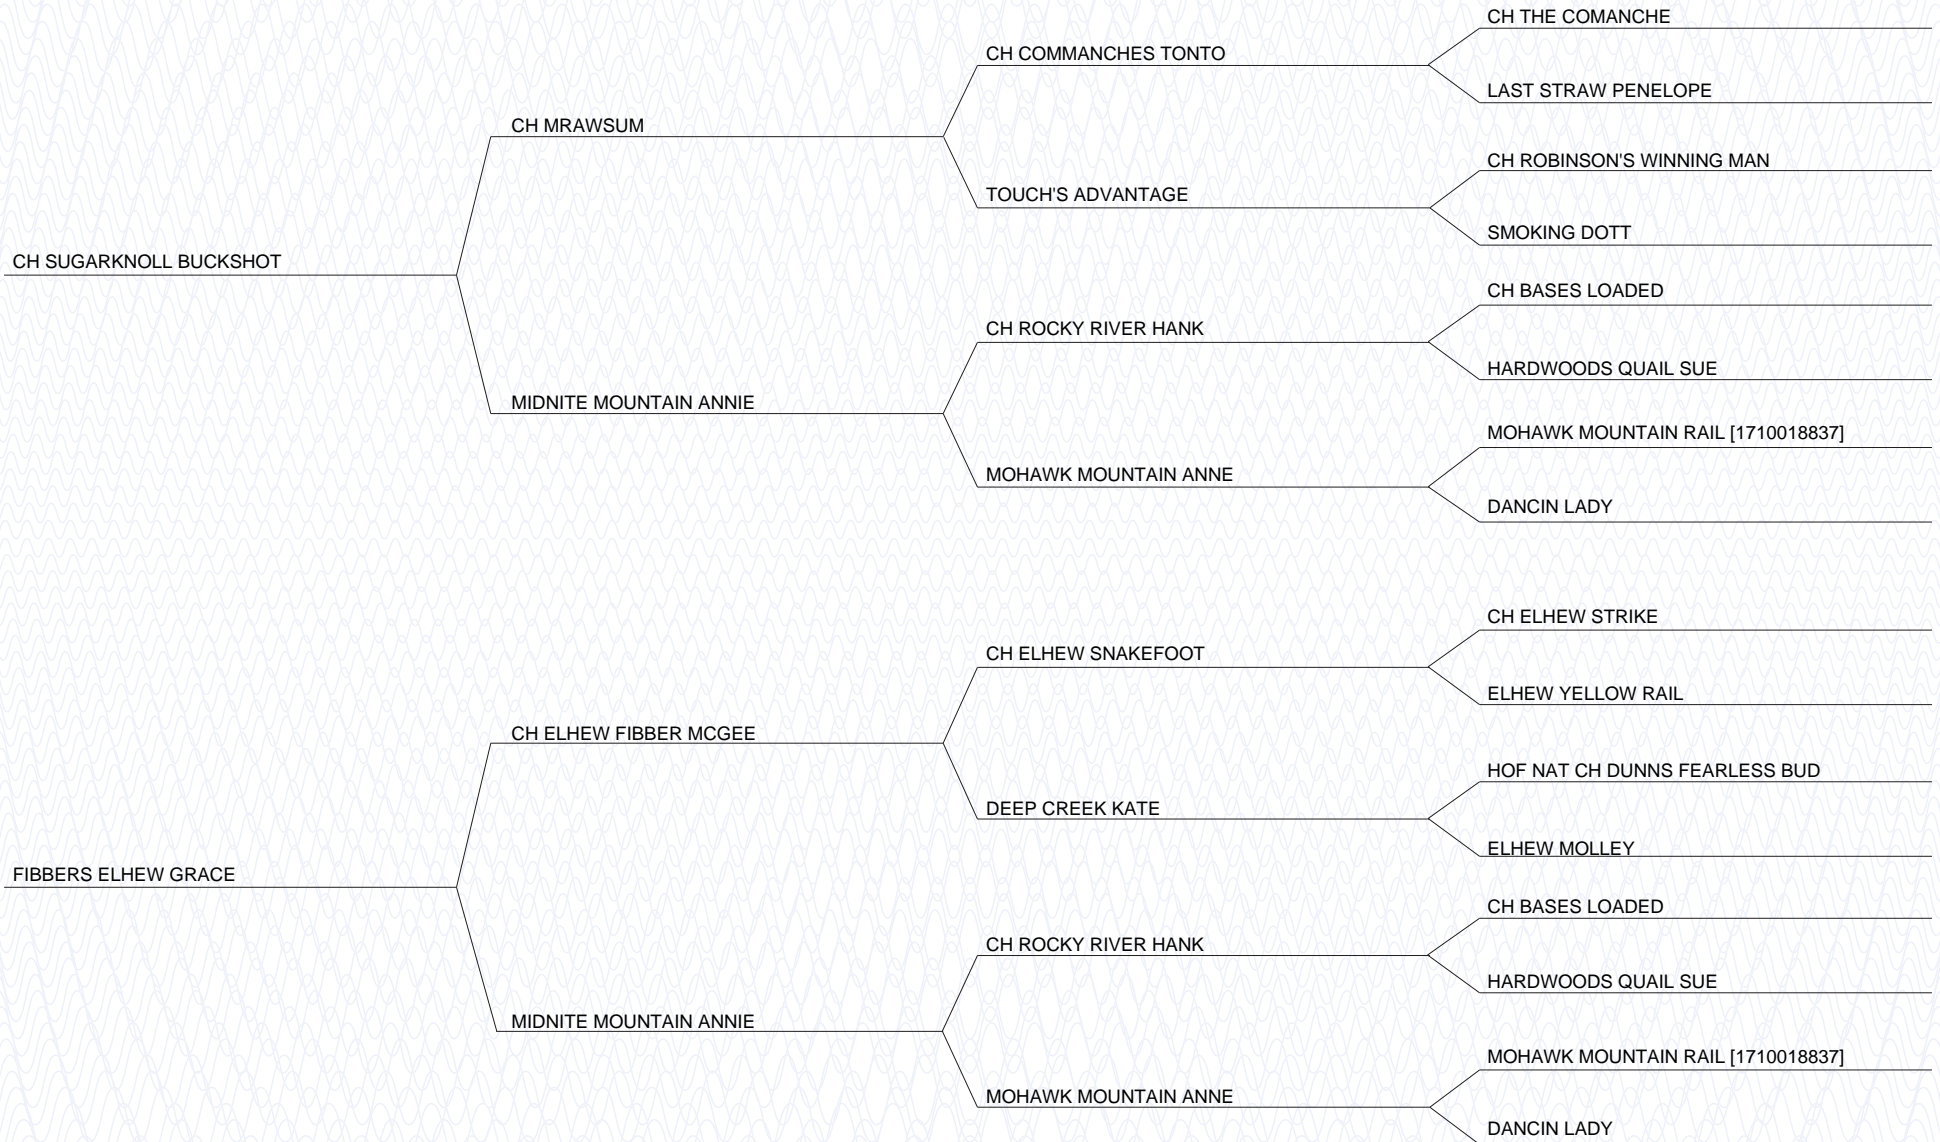 CH THE COMANCHE
CH COMMANCHES TONTO
LAST STRAW PENELOPE
CH MRAWSUM
CH ROBINSON'S WINNING MAN
TOUCH'S ADVANTAGE
SMOKING DOTT
CH SUGARKNOLL BUCKSHOT
CH BASES LOADED
CH ROCKY RIVER HANK
HARDWOODS QUAIL SUE
MIDNITE MOUNTAIN ANNIE
MOHAWK MOUNTAIN RAIL [1710018837]
MOHAWK MOUNTAIN ANNE
DANCIN LADY
CH ELHEW STRIKE
CH ELHEW SNAKEFOOT
ELHEW YELLOW RAIL
CH ELHEW FIBBER MCGEE
HOF NAT CH DUNNS FEARLESS BUD
DEEP CREEK KATE
ELHEW MOLLEY
FIBBERS ELHEW GRACE
CH BASES LOADED
CH ROCKY RIVER HANK
HARDWOODS QUAIL SUE
MIDNITE MOUNTAIN ANNIE
MOHAWK MOUNTAIN RAIL [1710018837]
MOHAWK MOUNTAIN ANNE
DANCIN LADY